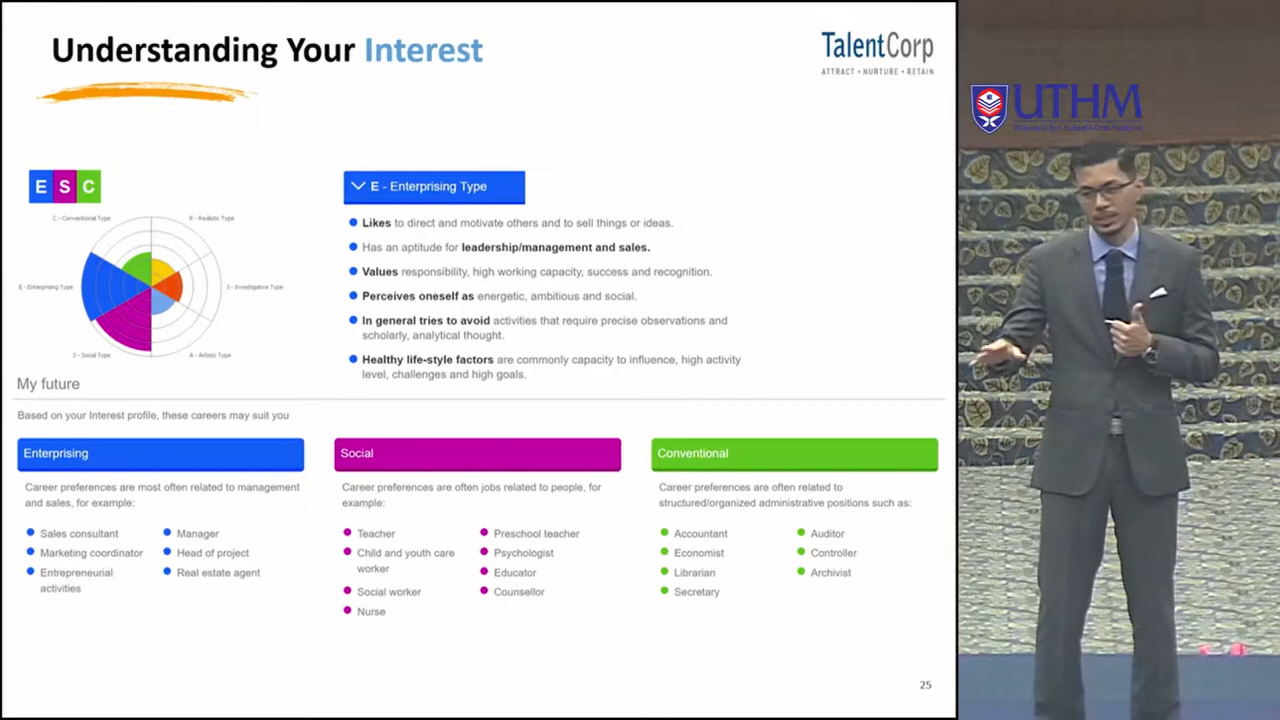 Understanding Your Interest
TalentCorp
ATTRACT • NURTURE • RETAIN
UTHM
E S C
C - Conventional Type
R - Realistic Type
E - Enterprising Type
I - Investigative Type
S - Social Type
A - Artistic Type
E - Enterprising Type
Likes to direct and motivate others and to sell things or ideas.
Has an aptitude for leadership/management and sales.
Values responsibility, high working capacity, success and recognition.
Perceives oneself as energetic, ambitious and social.
In general tries to avoid activities that require precise observations and
scholarly, analytical thought.
Healthy life-style factors are commonly capacity to influence, high activity
level, challenges and high goals.
My future
Based on your Interest profile, these careers may suit you
Enterprising
Career preferences are most often related to management
and sales, for example:
Sales consultant
Marketing coordinator
Entrepreneurial
activities
Manager
Head of project
Real estate agent
Social
Career preferences are often jobs related to people, for
example:
Teacher
Child and youth care
worker
Social worker
Nurse
Preschool teacher
Psychologist
Educator
Counsellor
Conventional
Career preferences are often related to
structured/organized administrative positions such as:
Accountant
Economist
Librarian
Secretary
Auditor
Controller
Archivist
25